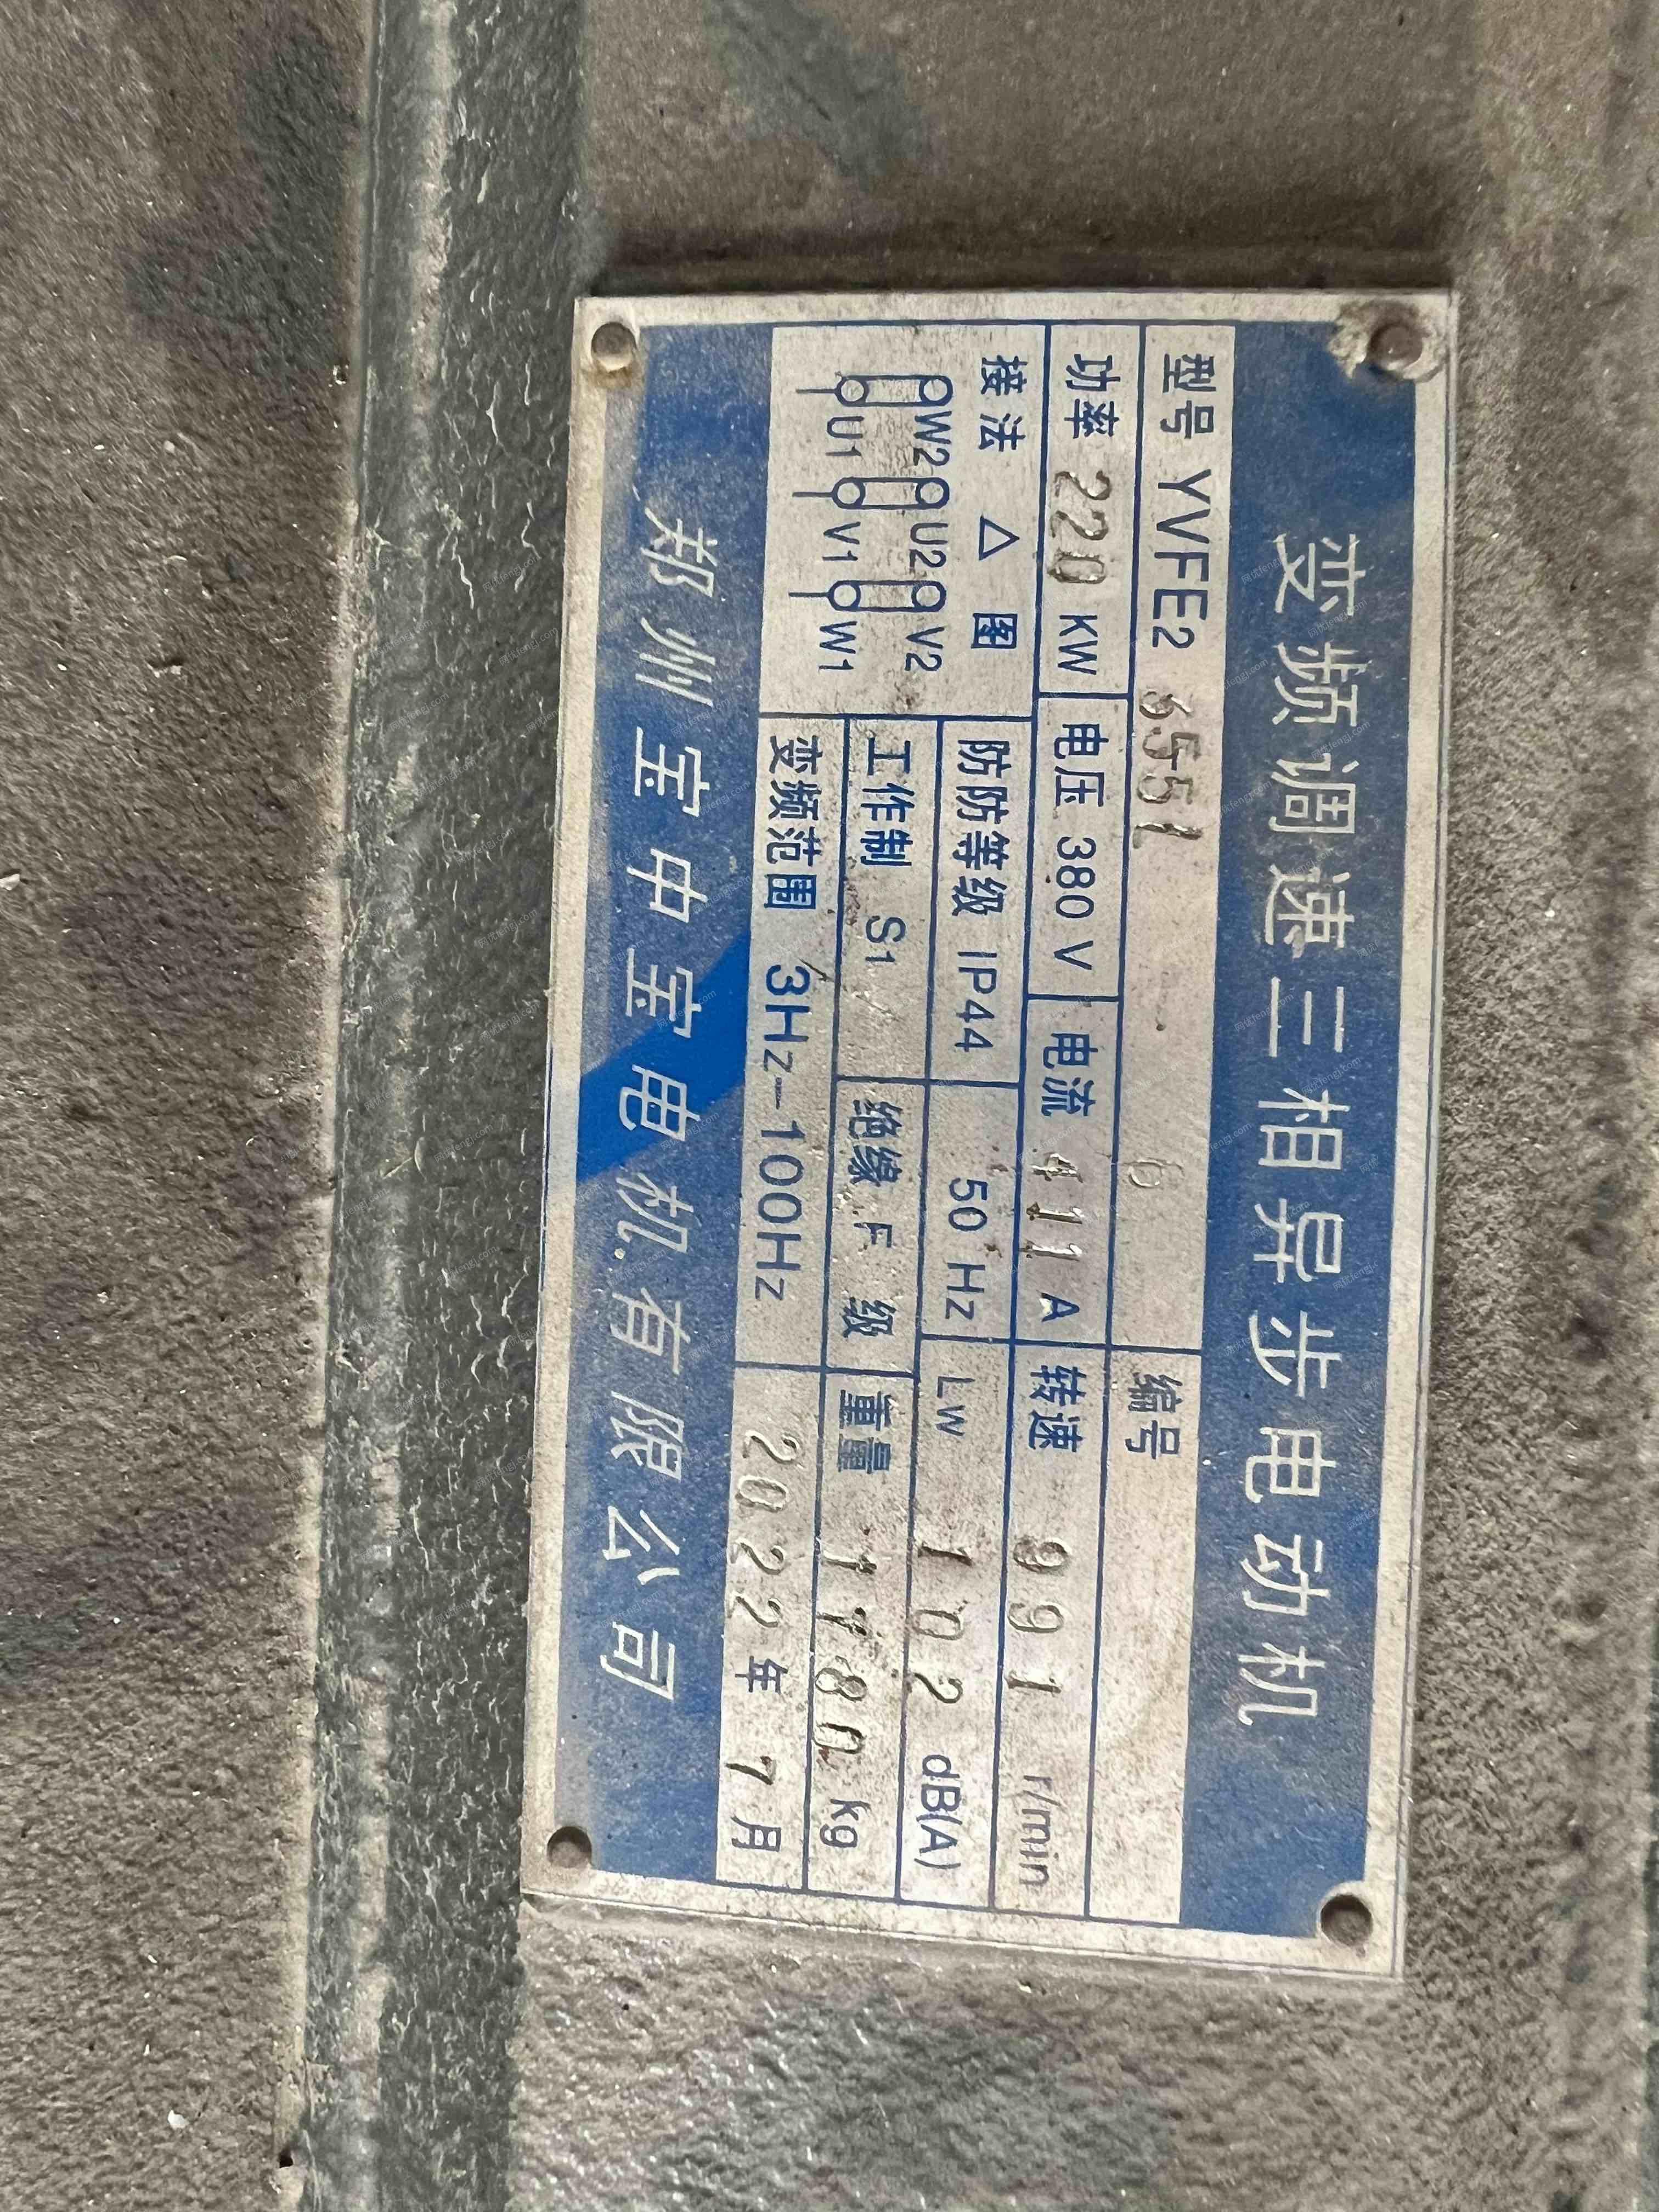 变频调速三相异步电动机
型号 YVFE2 6551 6 编号
功率 220 KW 电压 380 V 电流 411 A 转速 991 r/min
接法 △ 图 防防等级 IP44 50 Hz Lw 102 dB(A)
W2 U2 V2
U1 V1 W1
工作制 S1 绝缘 F 级 重量 1780 kg
变频范围 3Hz-100Hz 2022 年 7 月
郑州宝中宝电机有限公司